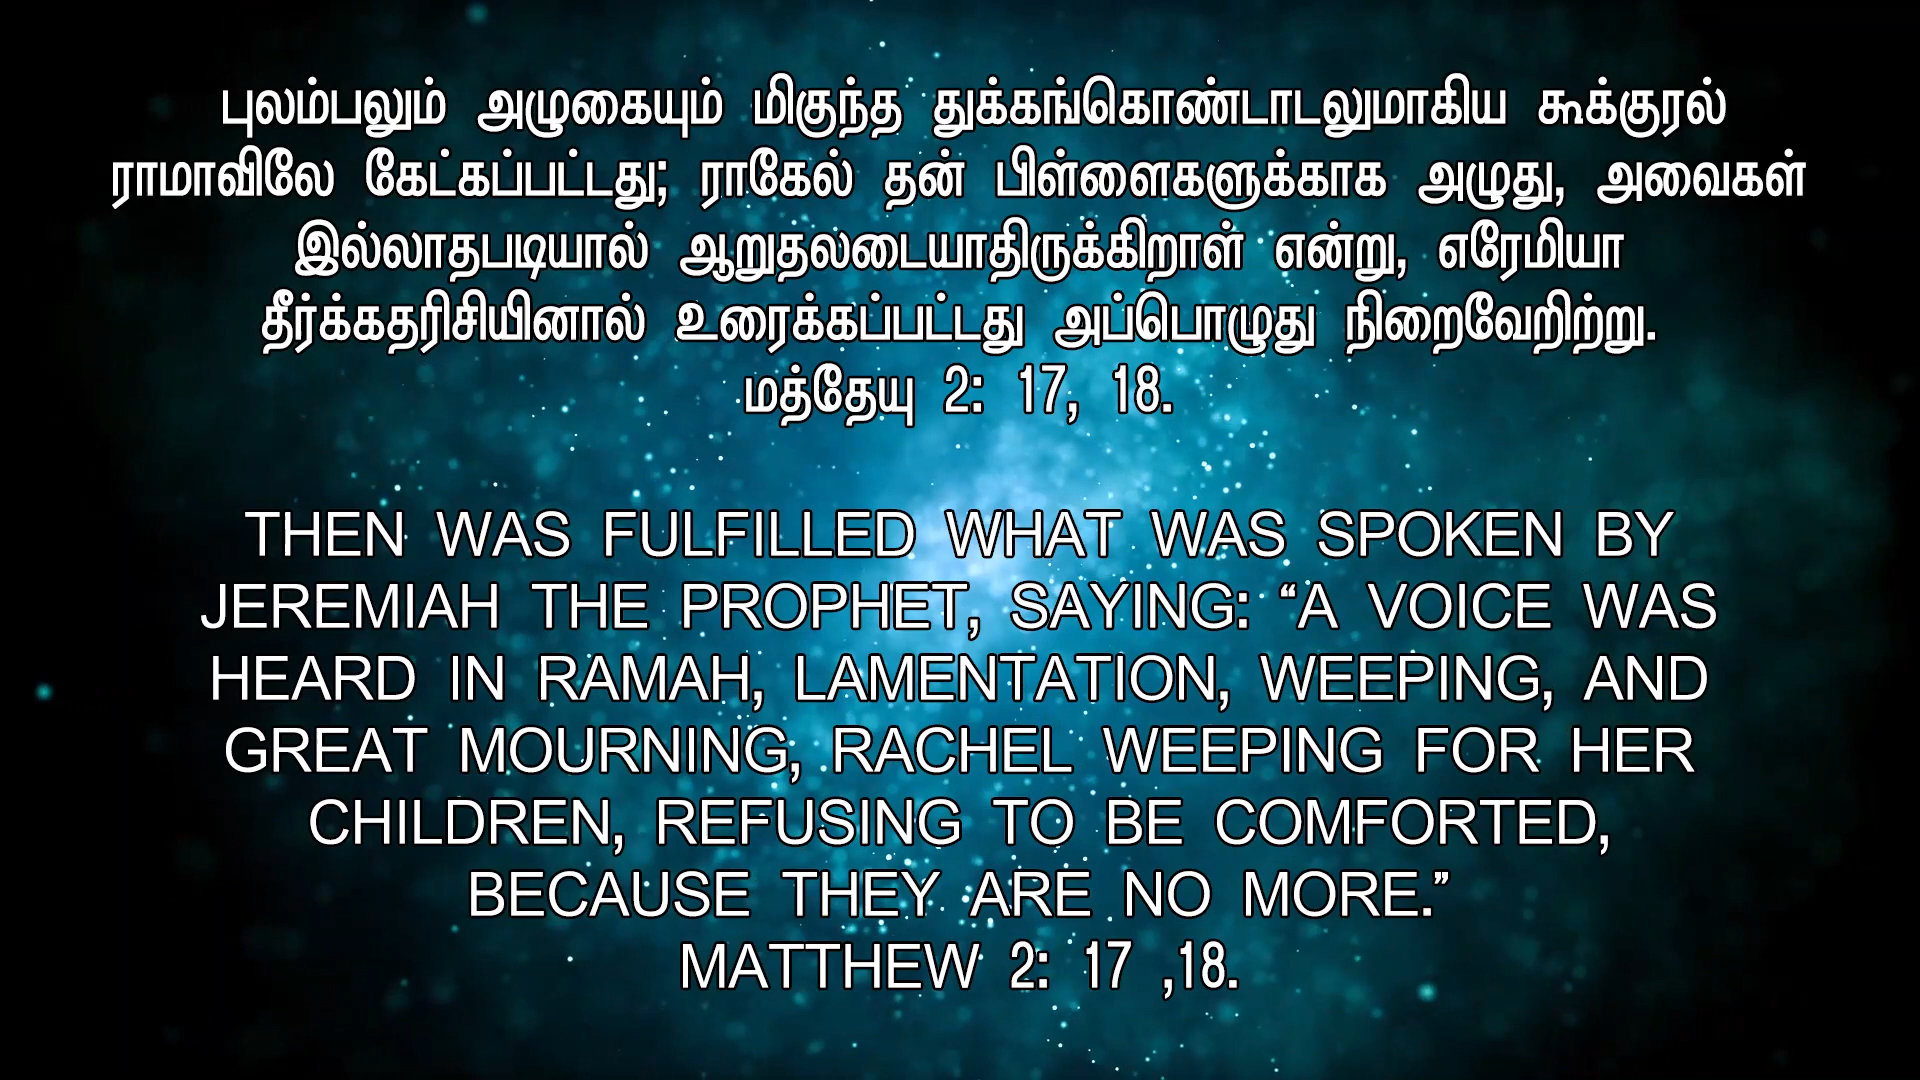 புலம்பலும் அழுகையும் மிகுந்த துக்கங்கொண்டாடலுமாகிய கூக்குரல்
ராமாவிலே கேட்கப்பட்டது; ராகேல் தன் பிள்ளைகளுக்காக அழுது, அவைகள்
இல்லாதபடியால் ஆறுதலடையாதிருக்கிறாள் என்று, எரேமியா
தீர்க்கதரிசியினால் உரைக்கப்பட்டது அப்பொழுது நிறைவேறிற்று.
மத்தேயு 2: 17, 18.
THEN WAS FULFILLED WHAT WAS SPOKEN BY
JEREMIAH THE PROPHET, SAYING: “A VOICE WAS
HEARD IN RAMAH, LAMENTATION, WEEPING, AND
GREAT MOURNING, RACHEL WEEPING FOR HER
CHILDREN, REFUSING TO BE COMFORTED,
BECAUSE THEY ARE NO MORE.”
MATTHEW 2: 17 ,18.